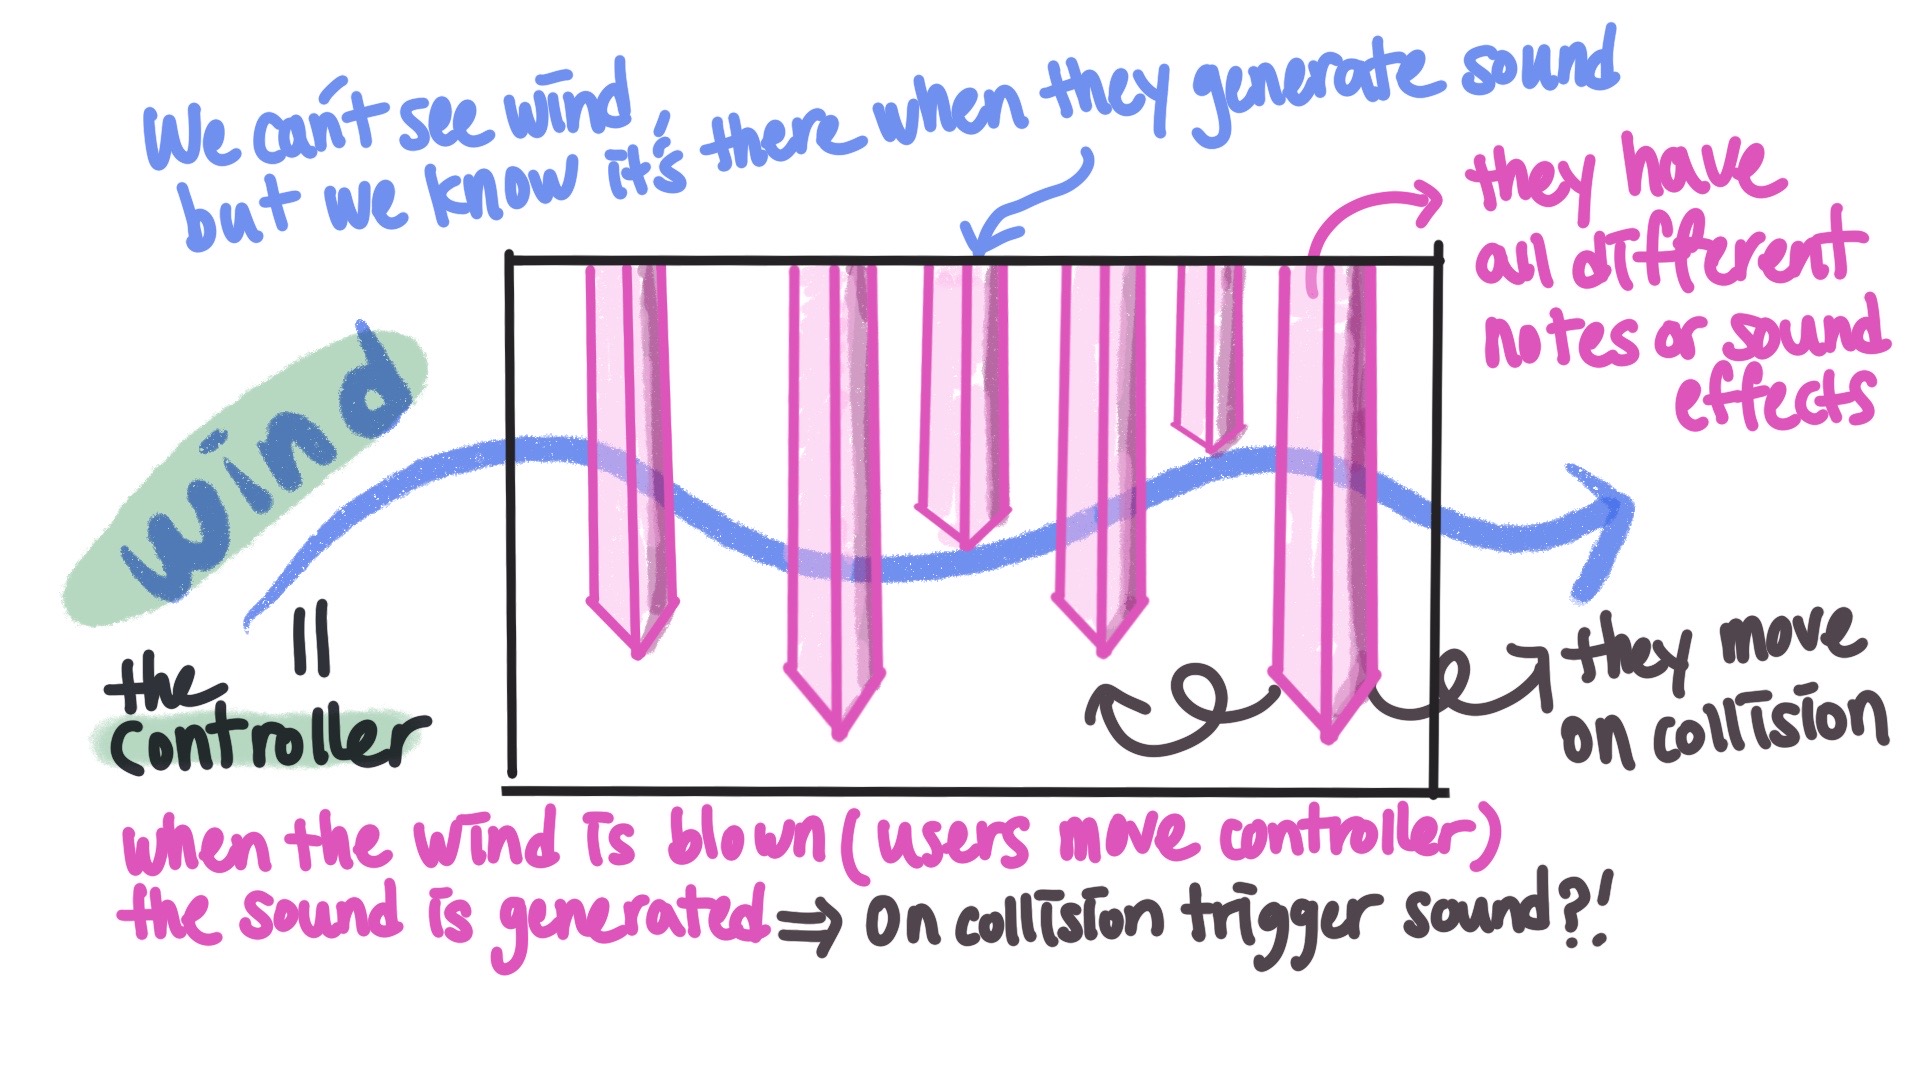 We can't see wind,
but we know it's there when they generate sound
they have
all different
notes or sound
effects
wind
=
the
controller
they move
on collision
when the wind is blown (users move controller)
the sound is generated ⇒ On collision trigger sound?!